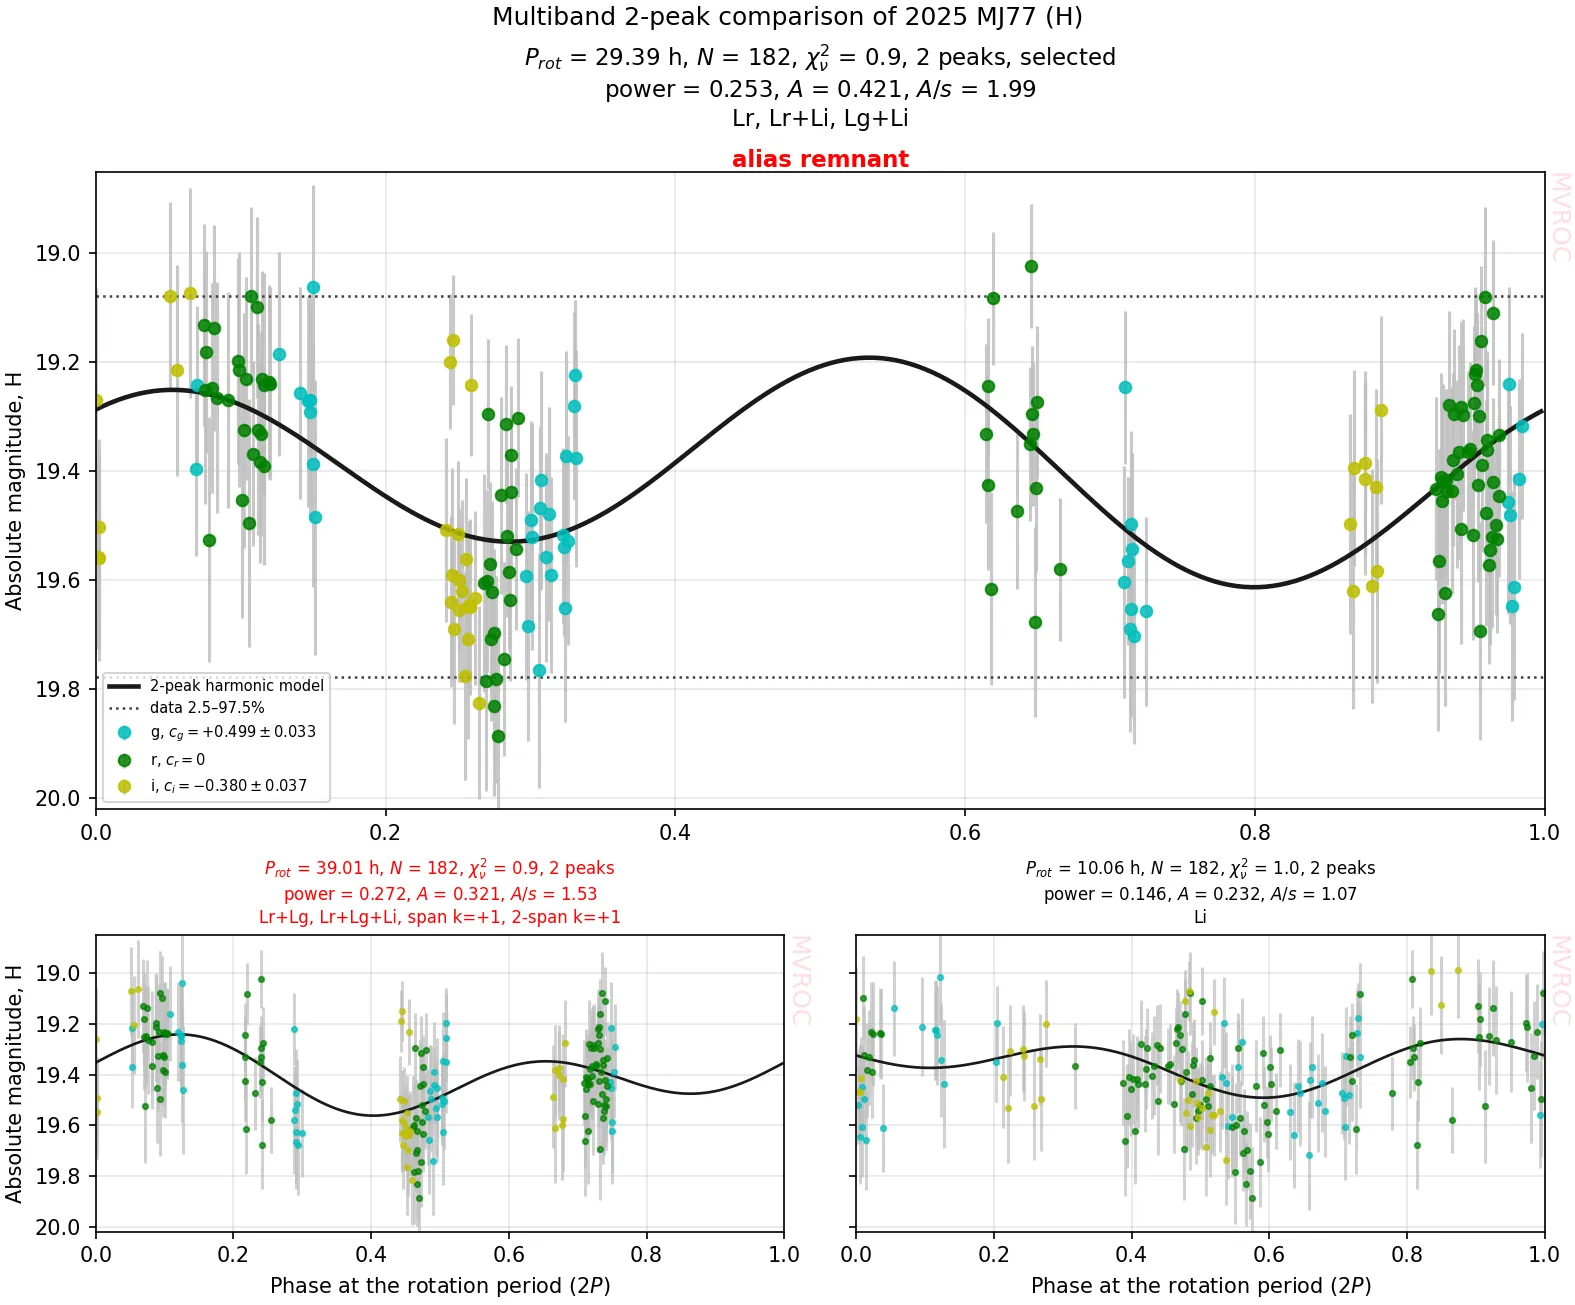 Multiband 2-peak comparison of 2025 MJ77 (H)
P_rot = 29.39 h, N = 182, χ²_ν = 0.9, 2 peaks, selected
power = 0.253, A = 0.421, A/s = 1.99
Lr, Lr+Li, Lg+Li
alias remnant
MVROC
Absolute magnitude, H
19.0
19.2
19.4
19.6
19.8
20.0
2-peak harmonic model
data 2.5–97.5%
g, c_g = +0.499 ± 0.033
r, c_r = 0
i, c_i = −0.380 ± 0.037
0.0 0.2 0.4 0.6 0.8 1.0
P_rot = 39.01 h, N = 182, χ²_ν = 0.9, 2 peaks
power = 0.272, A = 0.321, A/s = 1.53
Lr+Lg, Lr+Lg+Li, span k=+1, 2-span k=+1
MVROC
Absolute magnitude, H
19.0
19.2
19.4
19.6
19.8
20.0
0.0 0.2 0.4 0.6 0.8 1.0
Phase at the rotation period (2P)
P_rot = 10.06 h, N = 182, χ²_ν = 1.0, 2 peaks
power = 0.146, A = 0.232, A/s = 1.07
Li
MVROC
0.0 0.2 0.4 0.6 0.8 1.0
Phase at the rotation period (2P)